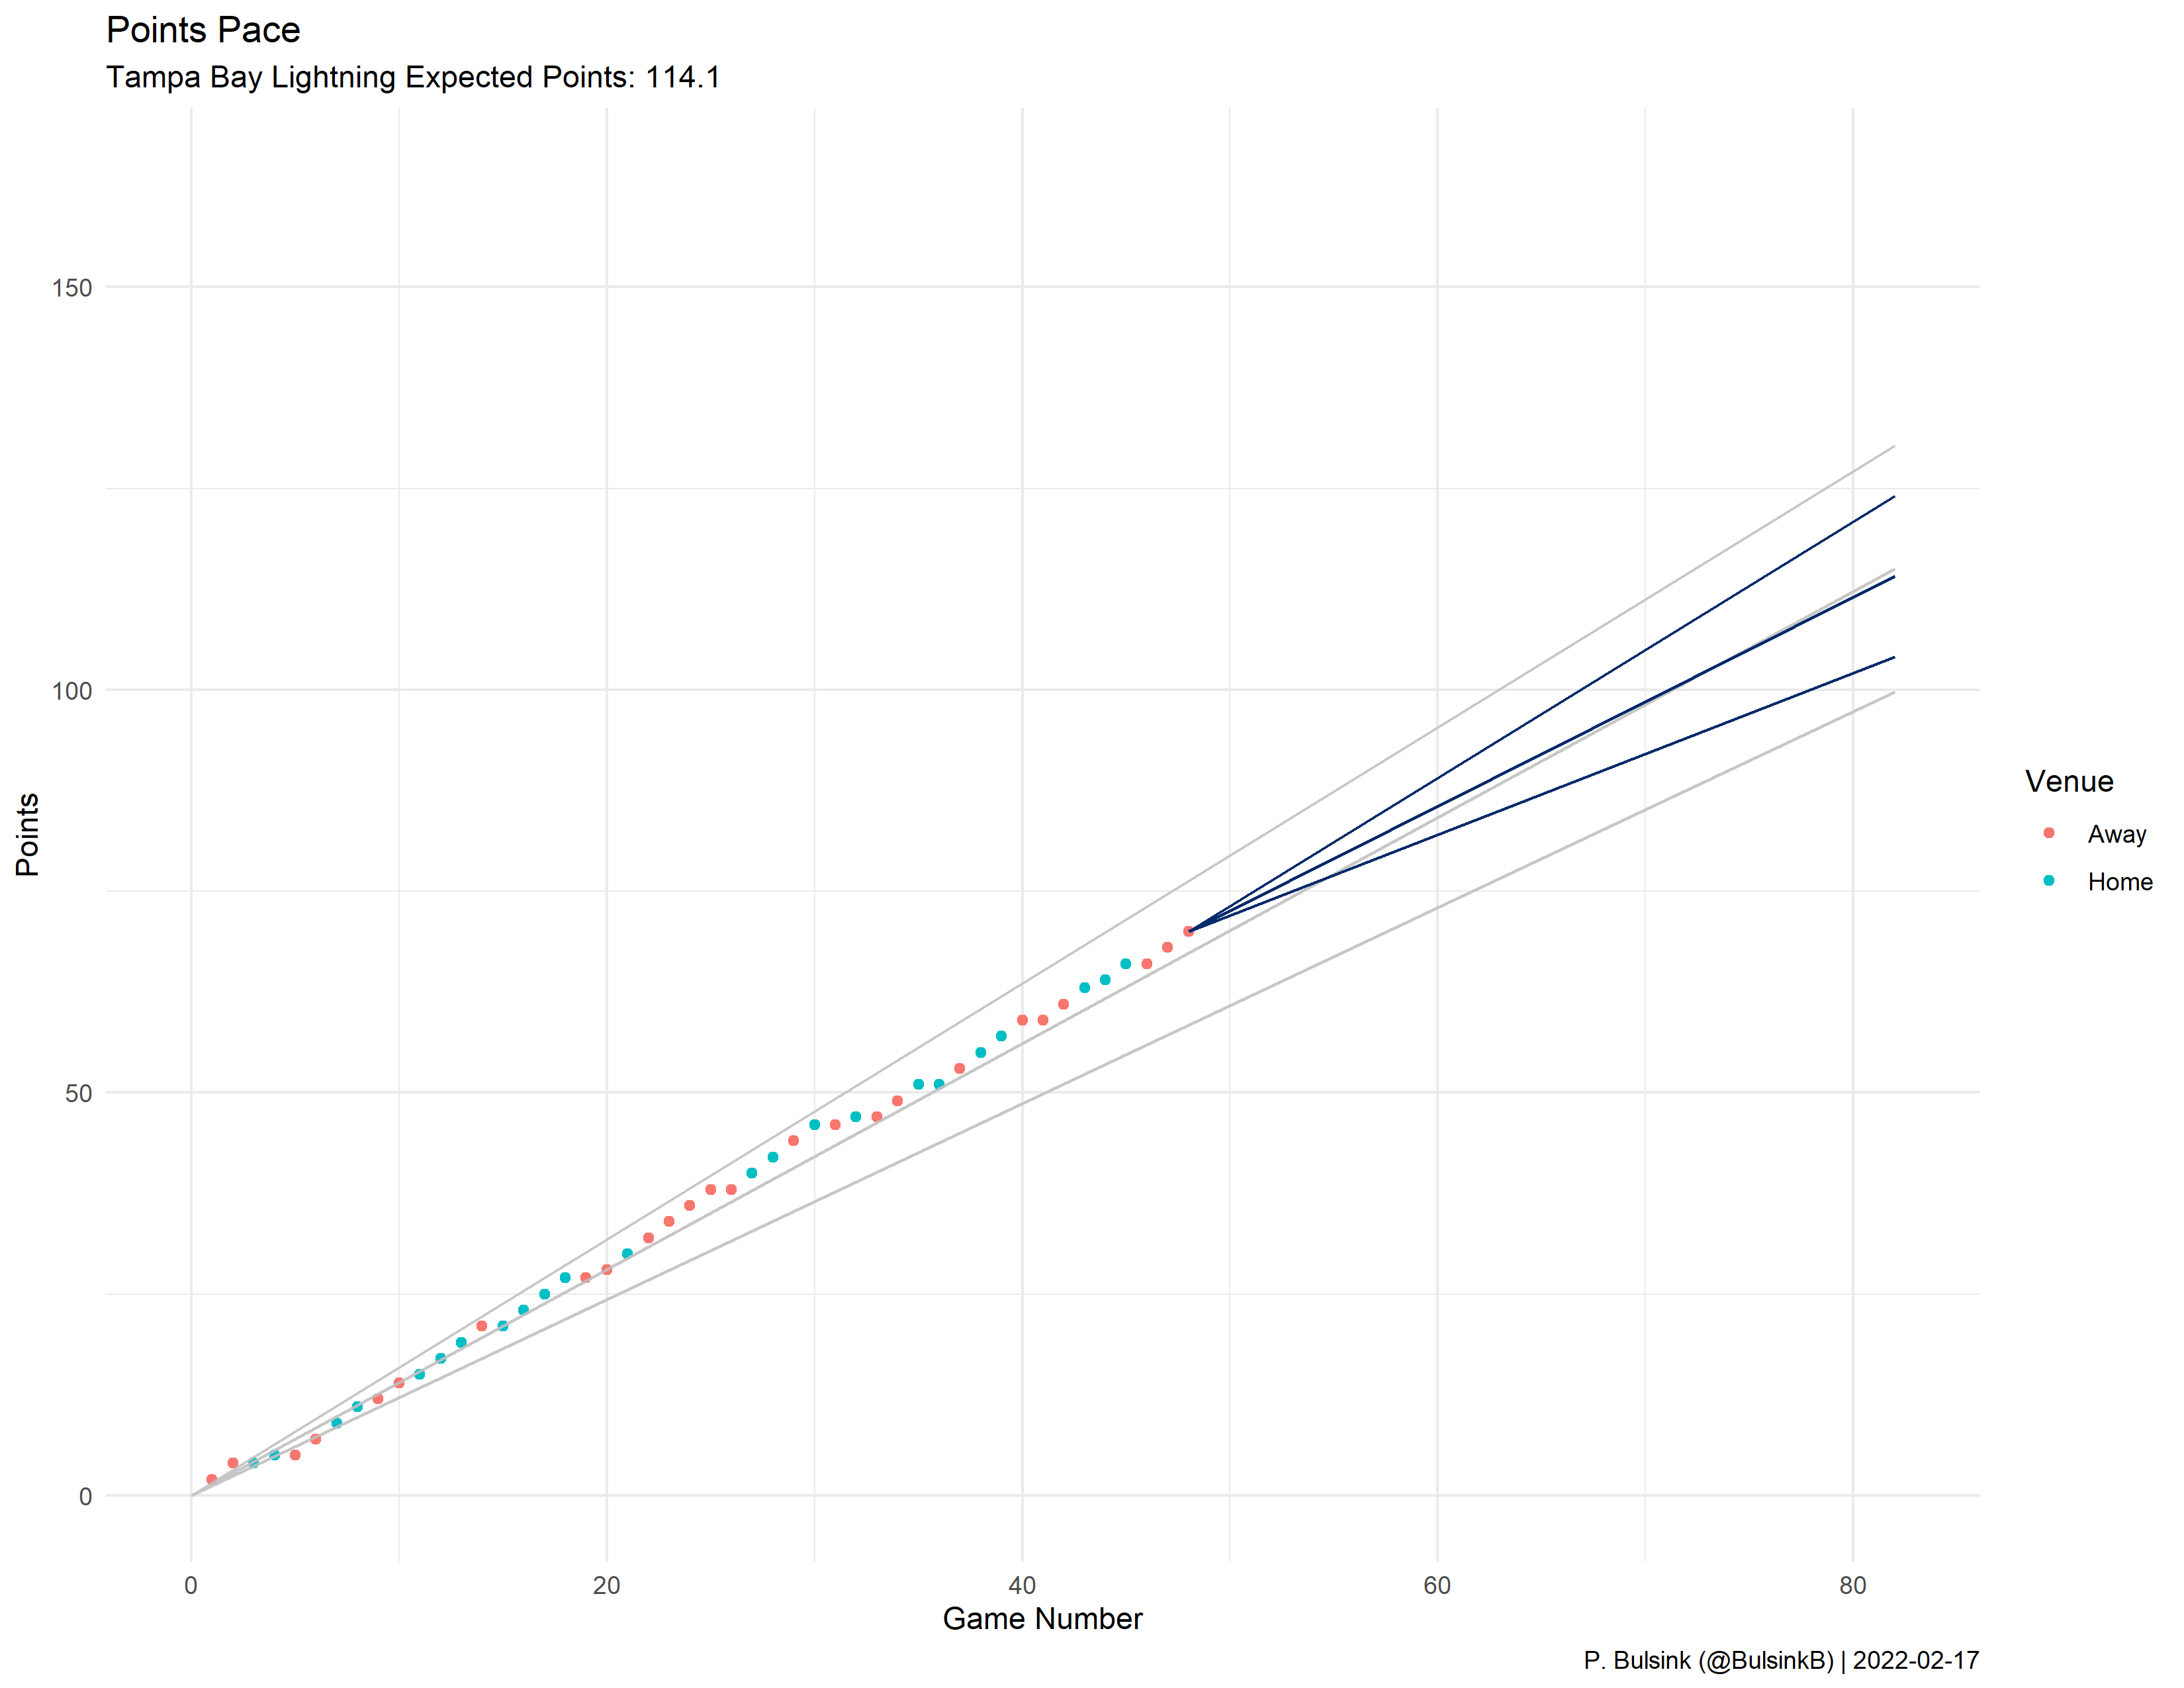 Points Pace
Tampa Bay Lightning Expected Points: 114.1
150
100
50
0
Points
0 20 40 60 80
Game Number
Venue
Away
Home
P. Bulsink (@BulsinkB) | 2022-02-17